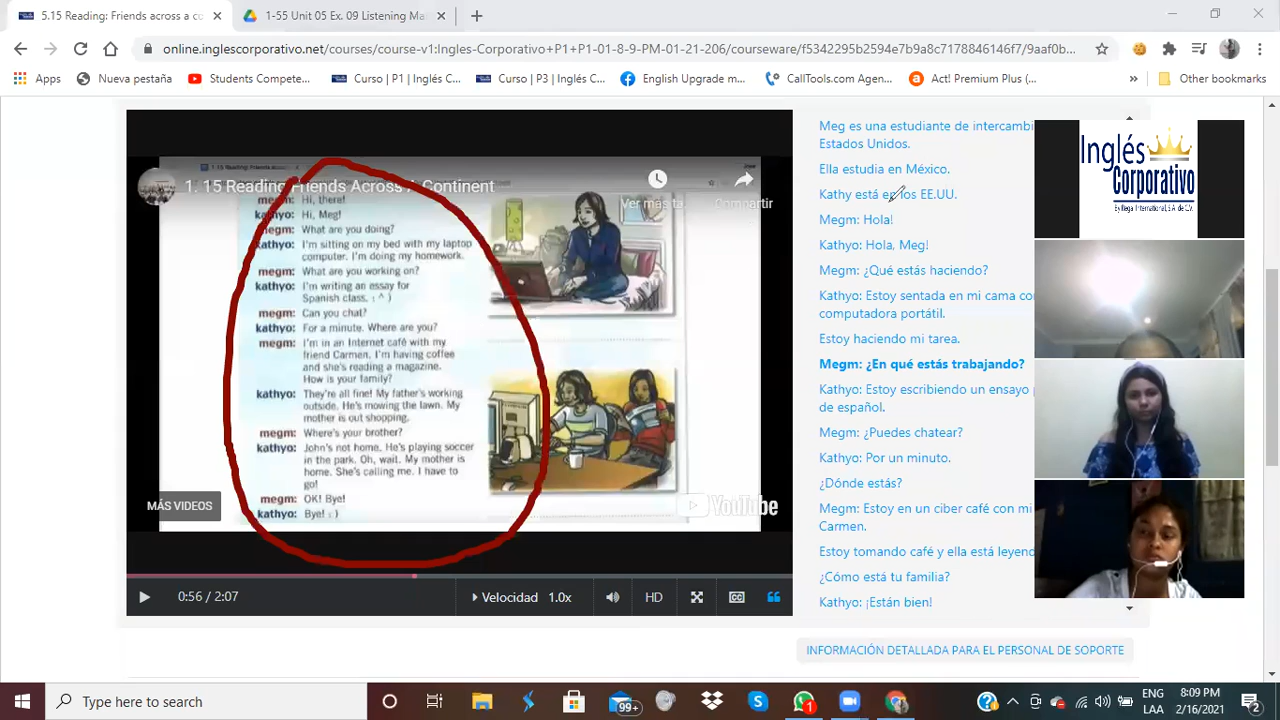 5.15 Reading: Friends across a co
1-55 Unit 05 Ex. 09 Listening Ma
online.inglescorporativo.net/courses/course-v1:Ingles-Corporativo+P1+P1-01-8-9-PM-01-21-206/courseware/f5342295b2594e7b9a8c7178846146f7/9aaf0b...
Apps
Nueva pestaña
Students Compete...
Curso | P1 | Inglés C...
Curso | P3 | Inglés C...
English Upgrade m...
CallTools.com Agen...
Act! Premium Plus (...
»
Other bookmarks
1. 15 Reading Friends Across A Continent
Ver más ta
Compartir
megm: Hi, there!
kathyo: Hi, Meg!
megm: What are you doing?
kathyo: I'm sitting on my bed with my laptop
computer. I'm doing my homework.
megm: What are you working on?
kathyo: I'm writing an essay for
Spanish class. : ^ )
megm: Can you chat?
kathyo: For a minute. Where are you?
megm: I'm in an Internet café with my
friend Carmen. I'm having coffee
and she's reading a magazine.
How is your family?
kathyo: They're all fine! My father's working
outside. He's mowing the lawn. My
mother is out shopping.
megm: Where's your brother?
kathyo: John's not home. He's playing soccer
in the park. Oh, wait. My mother is
home. She's calling me. I have to
go!
megm: OK! Bye!
kathyo: Bye! : )
MÁS VIDEOS
YouTube
0:56 / 2:07
Velocidad 1.0x
HD
Meg es una estudiante de intercambi
Estados Unidos.
Ella estudia en México.
Kathy está en los EE.UU.
Megm: Hola!
Kathyo: Hola, Meg!
Megm: ¿Qué estás haciendo?
Kathyo: Estoy sentada en mi cama co
computadora portátil.
Estoy haciendo mi tarea.
Megm: ¿En qué estás trabajando?
Kathyo: Estoy escribiendo un ensayo
de español.
Megm: ¿Puedes chatear?
Kathyo: Por un minuto.
¿Dónde estás?
Megm: Estoy en un ciber café con mi
Carmen.
Estoy tomando café y ella está leyend
¿Cómo está tu familia?
Kathyo: ¡Están bien!
Inglés
Corporativo
INFORMACIÓN DETALLADA PARA EL PERSONAL DE SOPORTE
Type here to search
99+
1
ENG
LAA
8:09 PM
2/16/2021
2